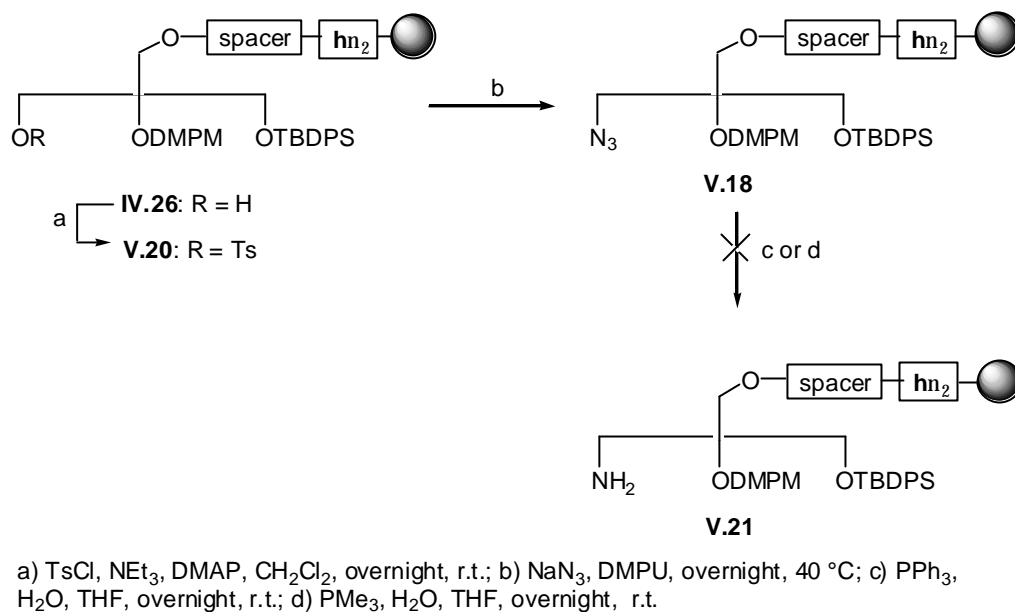 O spacer hn2
O spacer hn2
b
OR ODMPM OTBDPS
N3 ODMPM OTBDPS
IV.26: R = H
V.18
a
V.20: R = Ts
c or d
O spacer hn2
NH2 ODMPM OTBDPS
V.21
a) TsCl, NEt3, DMAP, CH2Cl2, overnight, r.t.; b) NaN3, DMPU, overnight, 40 °C; c) PPh3,
H2O, THF, overnight, r.t.; d) PMe3, H2O, THF, overnight, r.t.